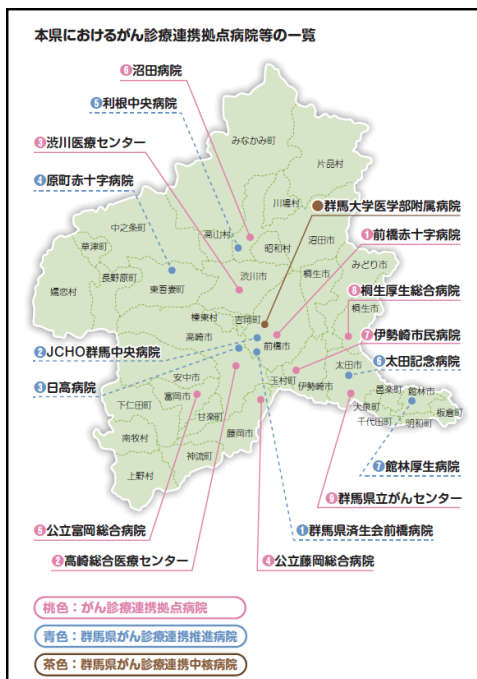 本県におけるがん診療連携拠点病院等の一覧
❻沼田病院
❺利根中央病院
❸渋川医療センター
❹原町赤十字病院
みなかみ町
片品村
川場村
群馬大学医学部附属病院
❶前橋赤十字病院
中之条町
高山村
昭和村
沼田市
草津町
みどり市
長野原町
渋川市
桐生市
嬬恋村
東吾妻町
❽桐生厚生総合病院
榛東村
吉岡町
桐生市
❼伊勢崎市民病院
高崎市
前橋市
❷JCHO群馬中央病院
❻太田記念病院
太田市
❸日高病院
安中市
玉村町
伊勢崎市
邑楽町
館林市
富岡市
下仁田町
大泉町
板倉町
甘楽町
千代田町
明和町
藤岡市
南牧村
神流町
❼館林厚生病院
上野村
❾群馬県立がんセンター
❺公立富岡総合病院
❶群馬県済生会前橋病院
❷高崎総合医療センター
❹公立藤岡総合病院
桃色：がん診療連携拠点病院
青色：群馬県がん診療連携推進病院
茶色：群馬県がん診療連携中核病院